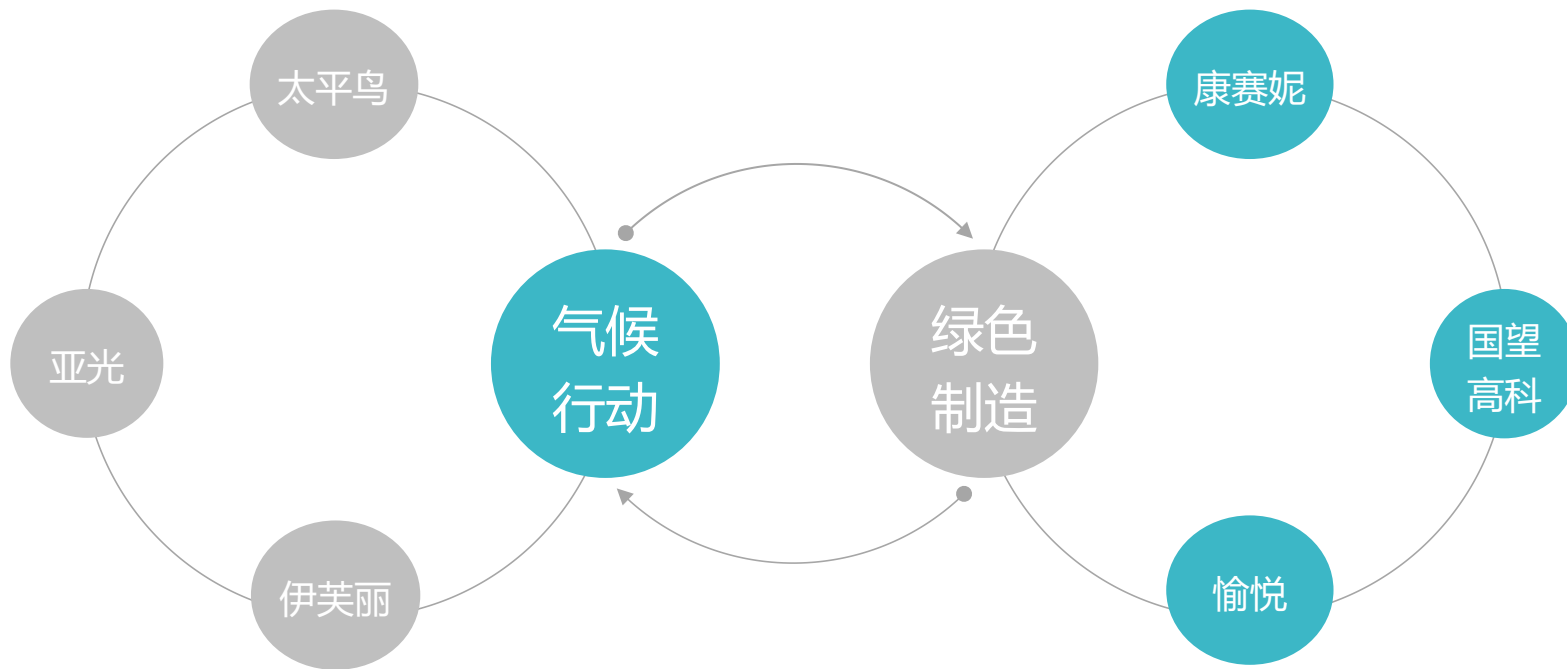 太平鸟
康赛妮
气候
行动
绿色
制造
亚光
国望
高科
伊芙丽
愉悦